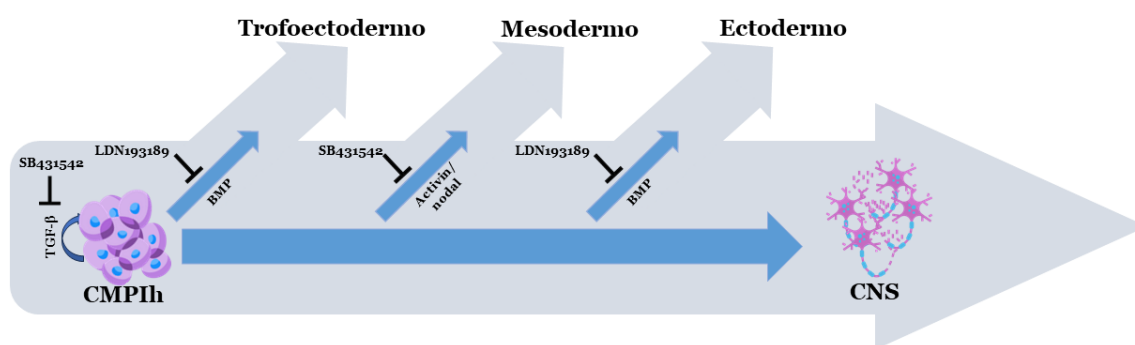 Trofoectodermo
Mesodermo
Ectodermo
SB431542
LDN193189
SB431542
LDN193189
TGF-β
BMP
Activin/
nodal
BMP
CMPIh
CNS